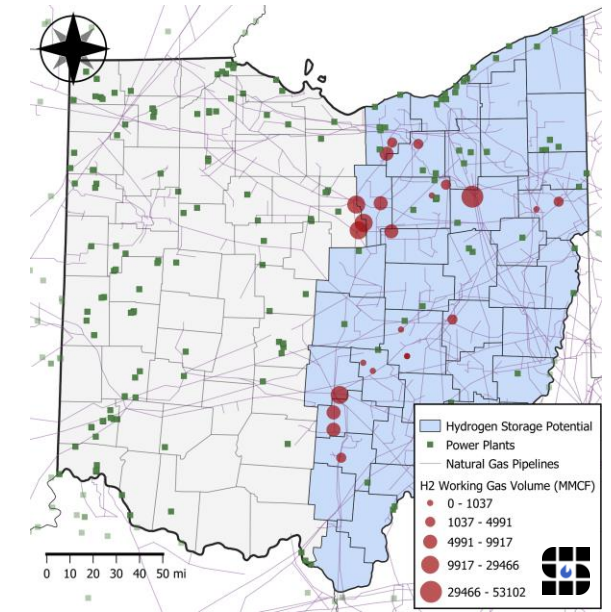 Hydrogen Storage Potential
Power Plants
Natural Gas Pipelines
H2 Working Gas Volume (MMCF)
0 - 1037
1037 - 4991
4991 - 9917
9917 - 29466
29466 - 53102
0 10 20 30 40 50 mi